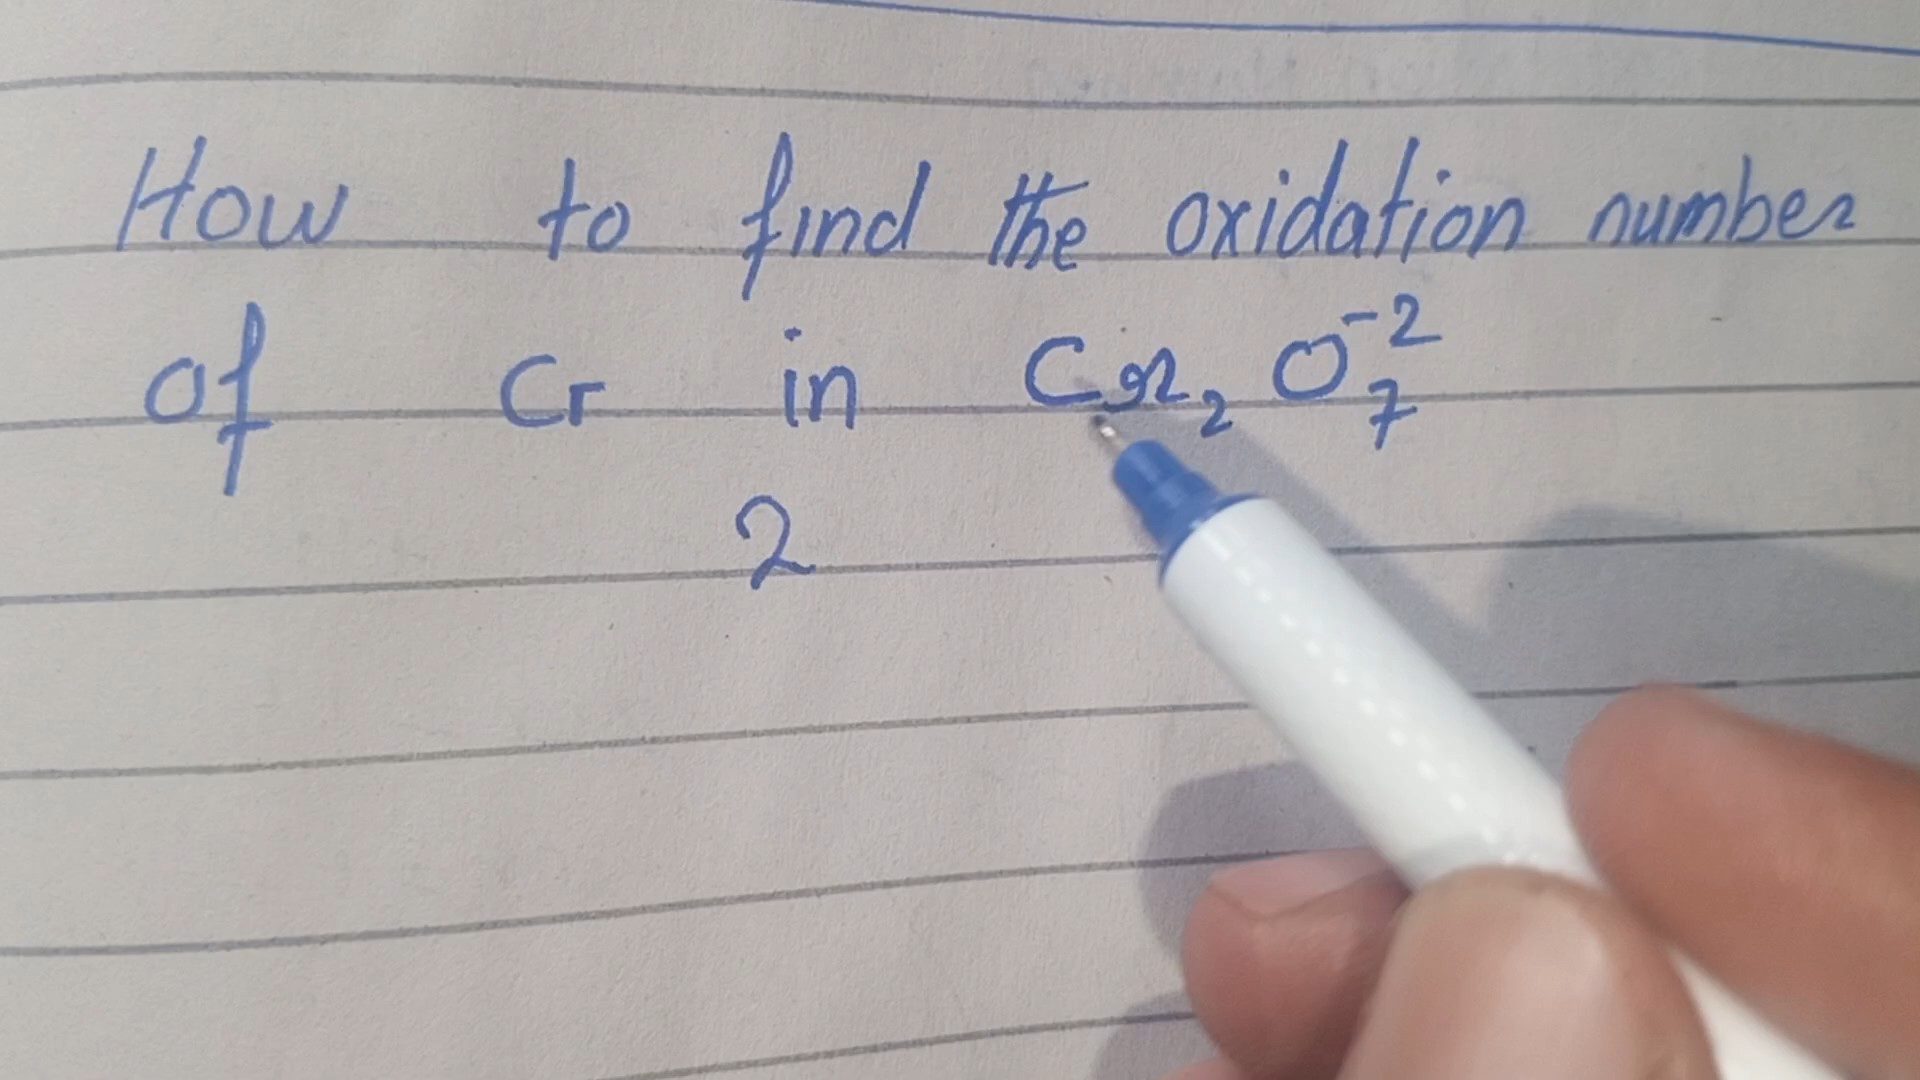 How to find the oxidation number
of Cr in Cr₂O₇⁻²
2